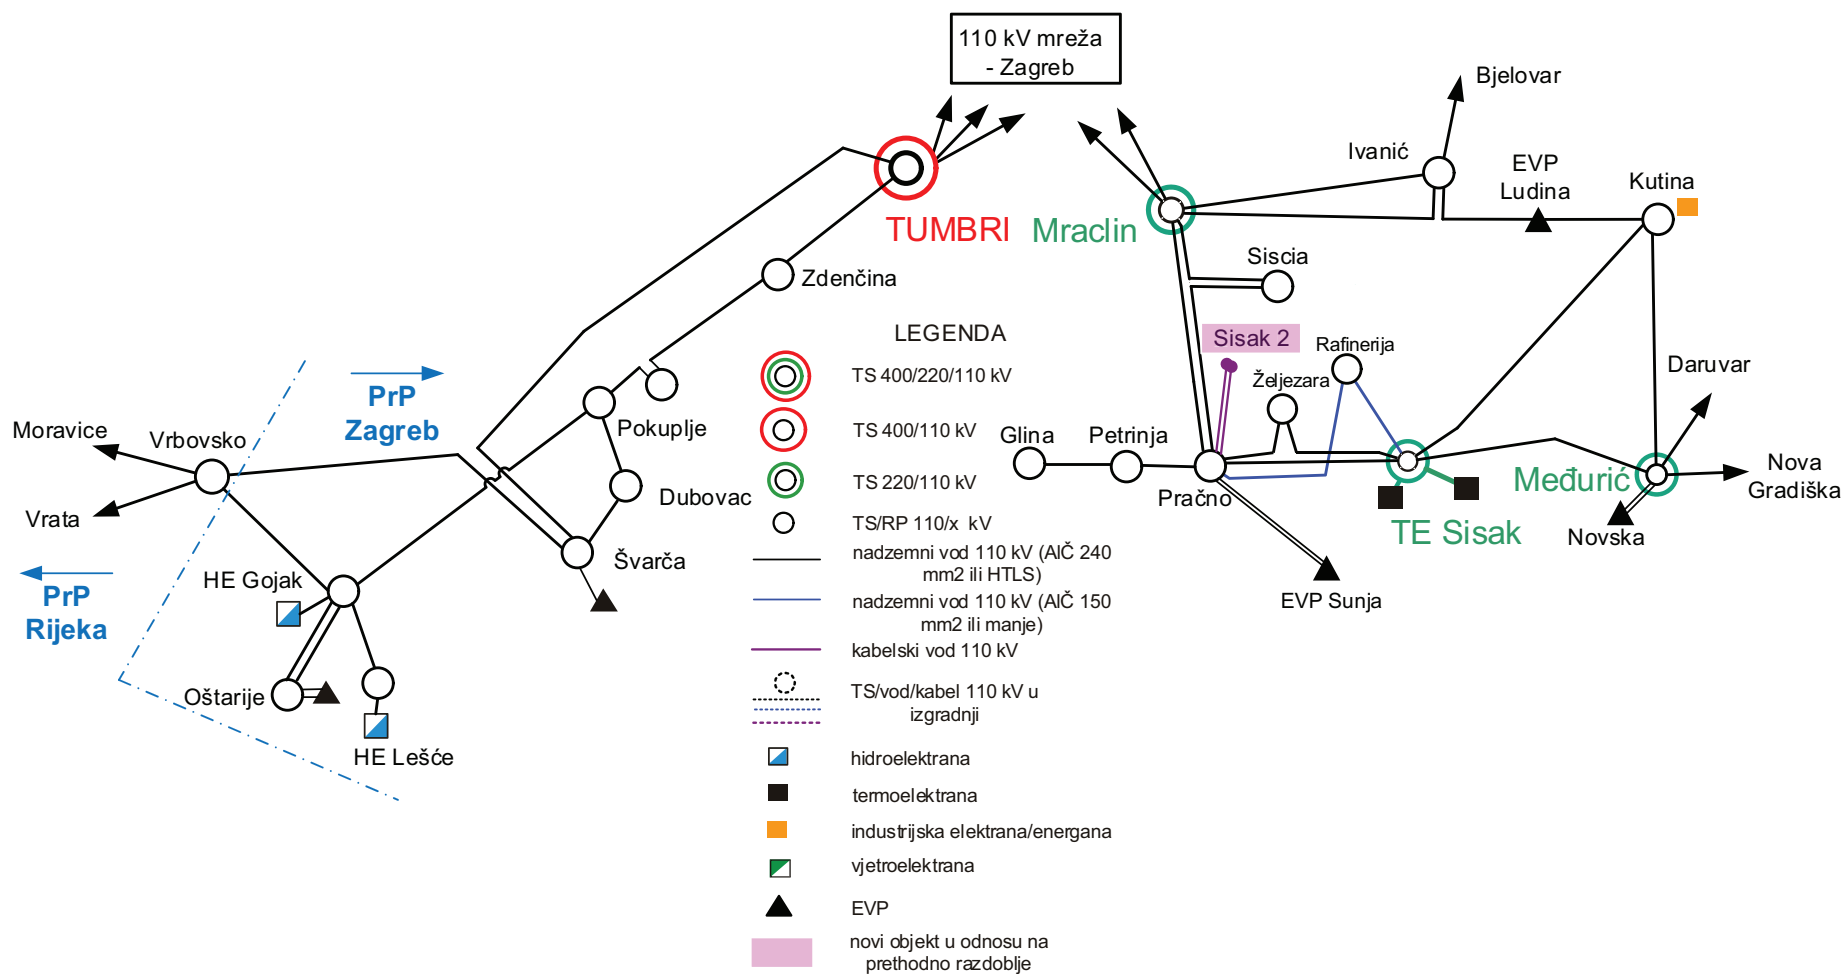 110 kV mreža
- Zagreb
Bjelovar
Ivanić
EVP
Ludina
Kutina
TUMBRI
Mraclin
Siscia
Zdenčina
LEGENDA
Sisak 2
Rafinerija
TS 400/220/110 kV
Željezara
Daruvar
PrP
Zagreb
Moravice
Vrbovsko
Pokuplje
TS 400/110 kV
Glina
Petrinja
TS 220/110 kV
Dubovac
Pračno
Međurić
Nova
Gradiška
Vrata
TS/RP 110/x kV
TE Sisak
Novska
Švarča
nadzemni vod 110 kV (AlČ 240
mm2 ili HTLS)
HE Gojak
PrP
Rijeka
nadzemni vod 110 kV (AlČ 150
mm2 ili manje)
EVP Sunja
kabelski vod 110 kV
Oštarije
TS/vod/kabel 110 kV u
izgradnji
HE Lešće
hidroelektrana
termoelektrana
industrijska elektrana/energana
vjetroelektrana
EVP
novi objekt u odnosu na
prethodno razdoblje